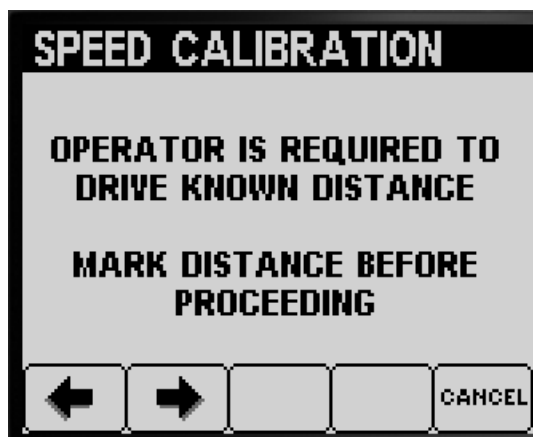 SPEED CALIBRATION
OPERATOR IS REQUIRED TO
DRIVE KNOWN DISTANCE
MARK DISTANCE BEFORE
PROCEEDING
CANCEL